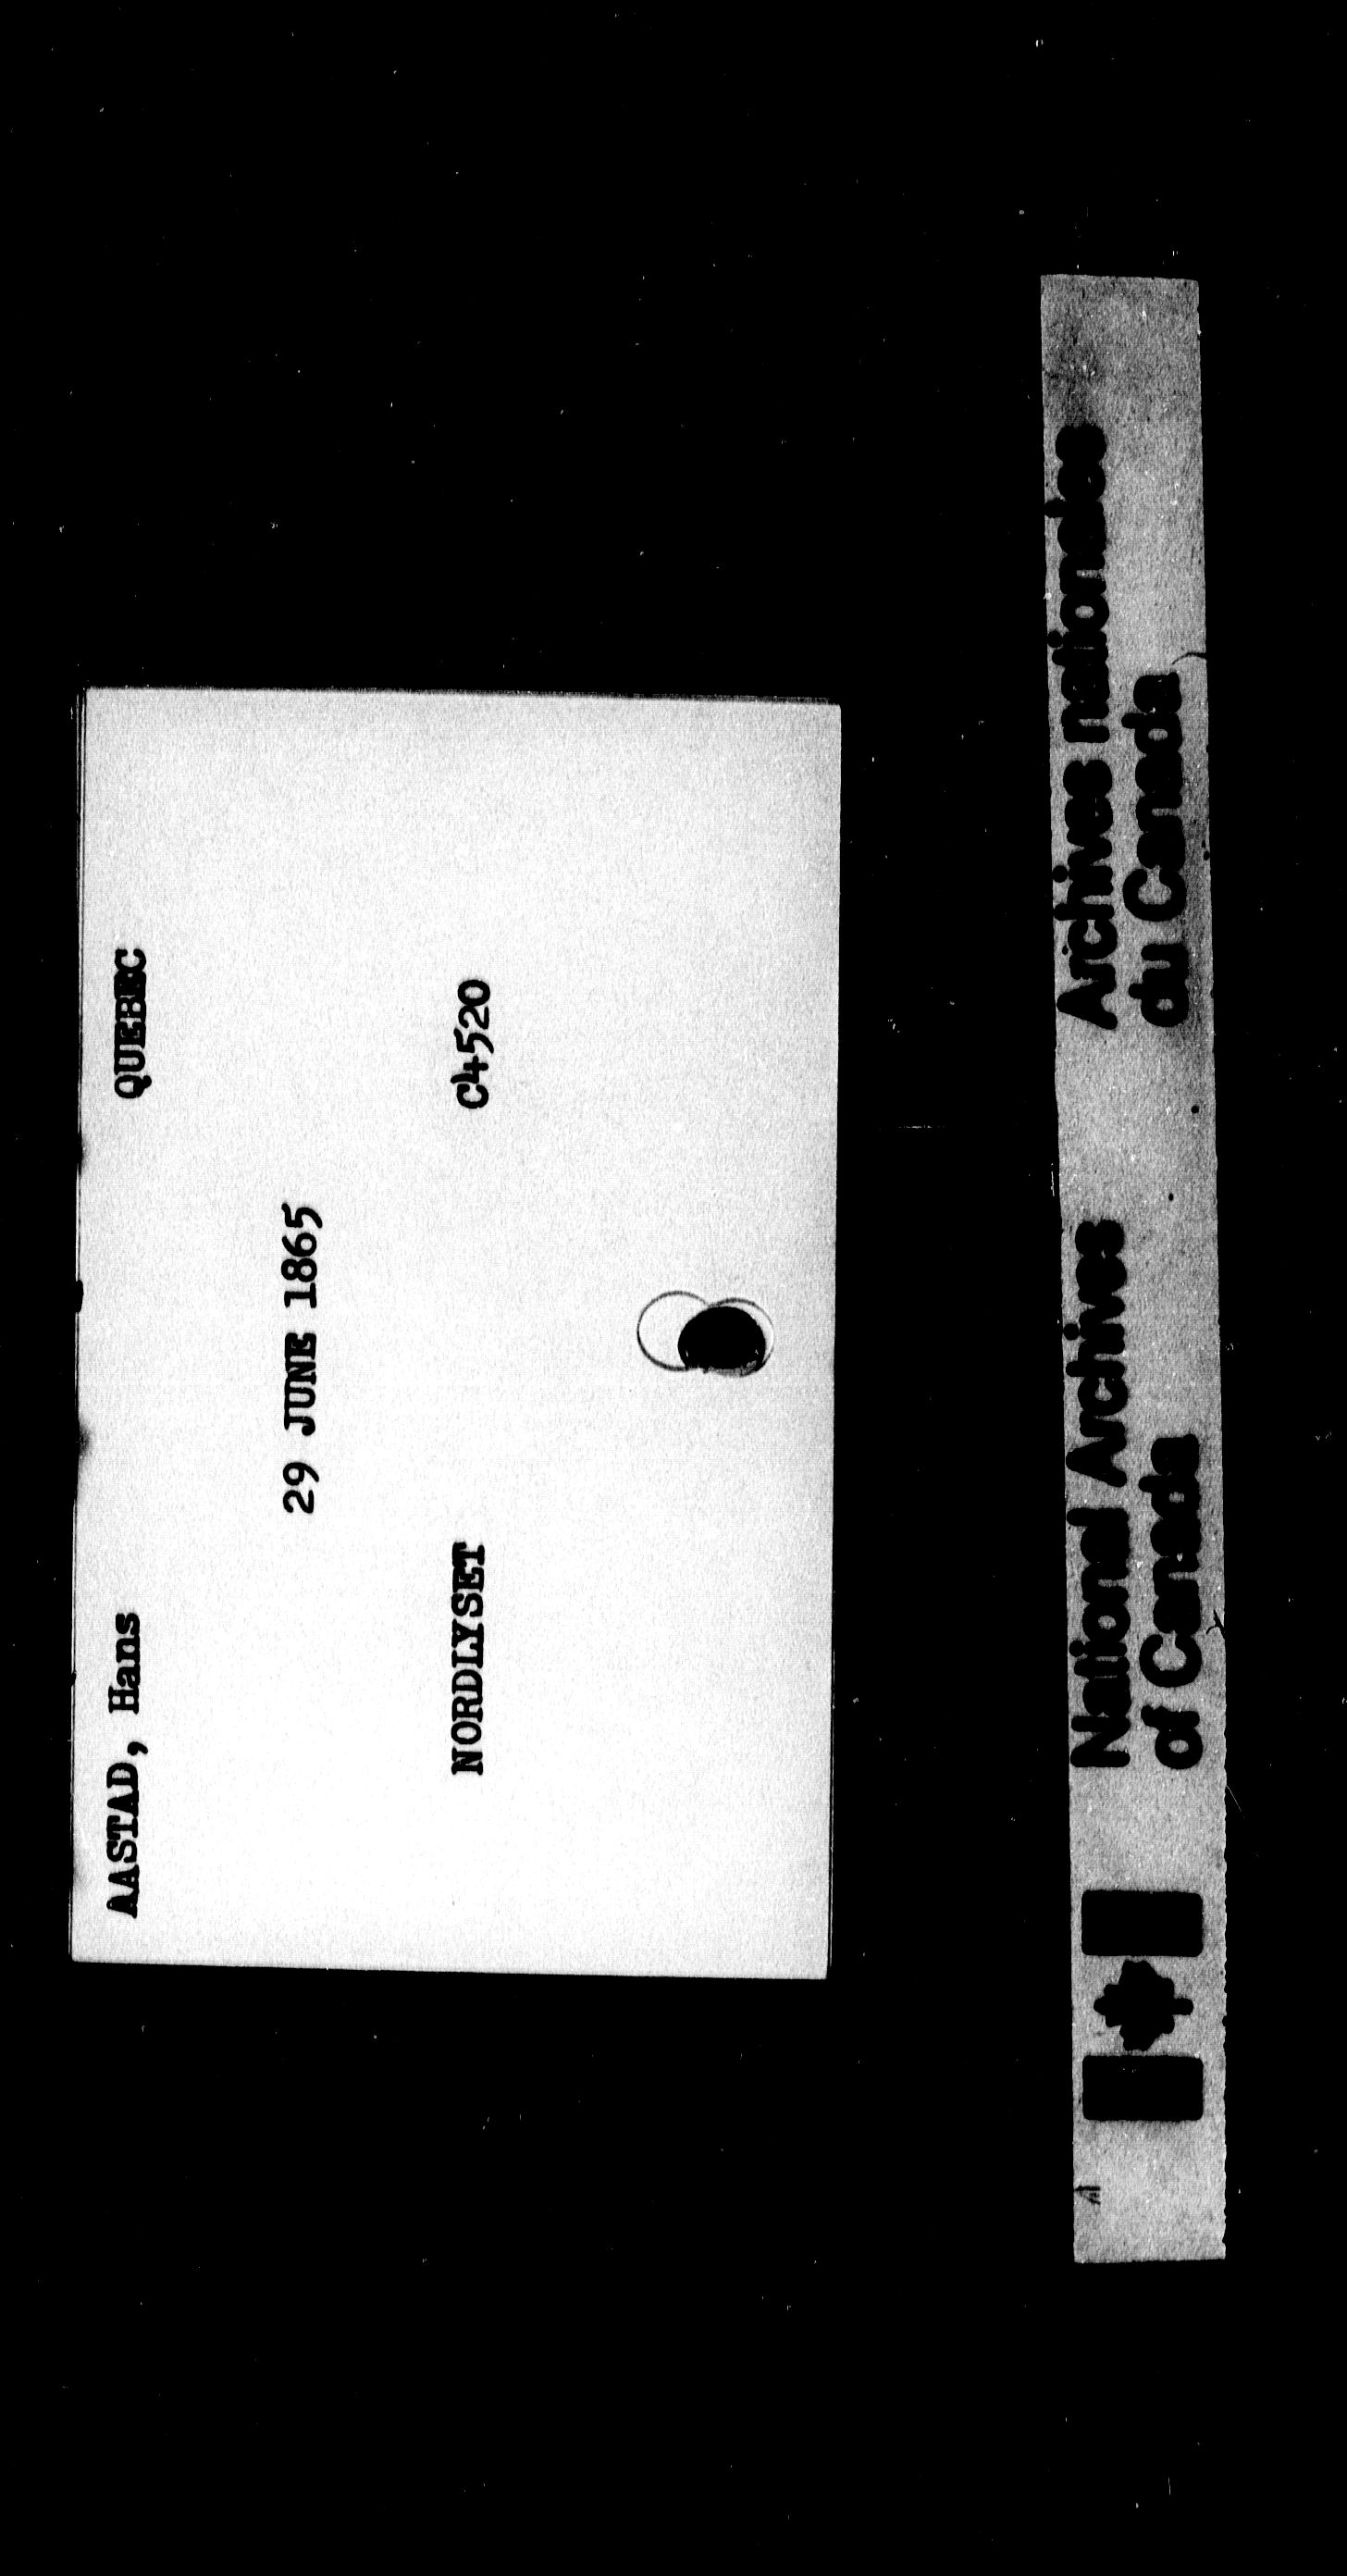 AASTAD, Hans QUEBEC
29 JUNE 1865
NORDLYSET C4520
National Archives
of Canada
Archives nationales
du Canada